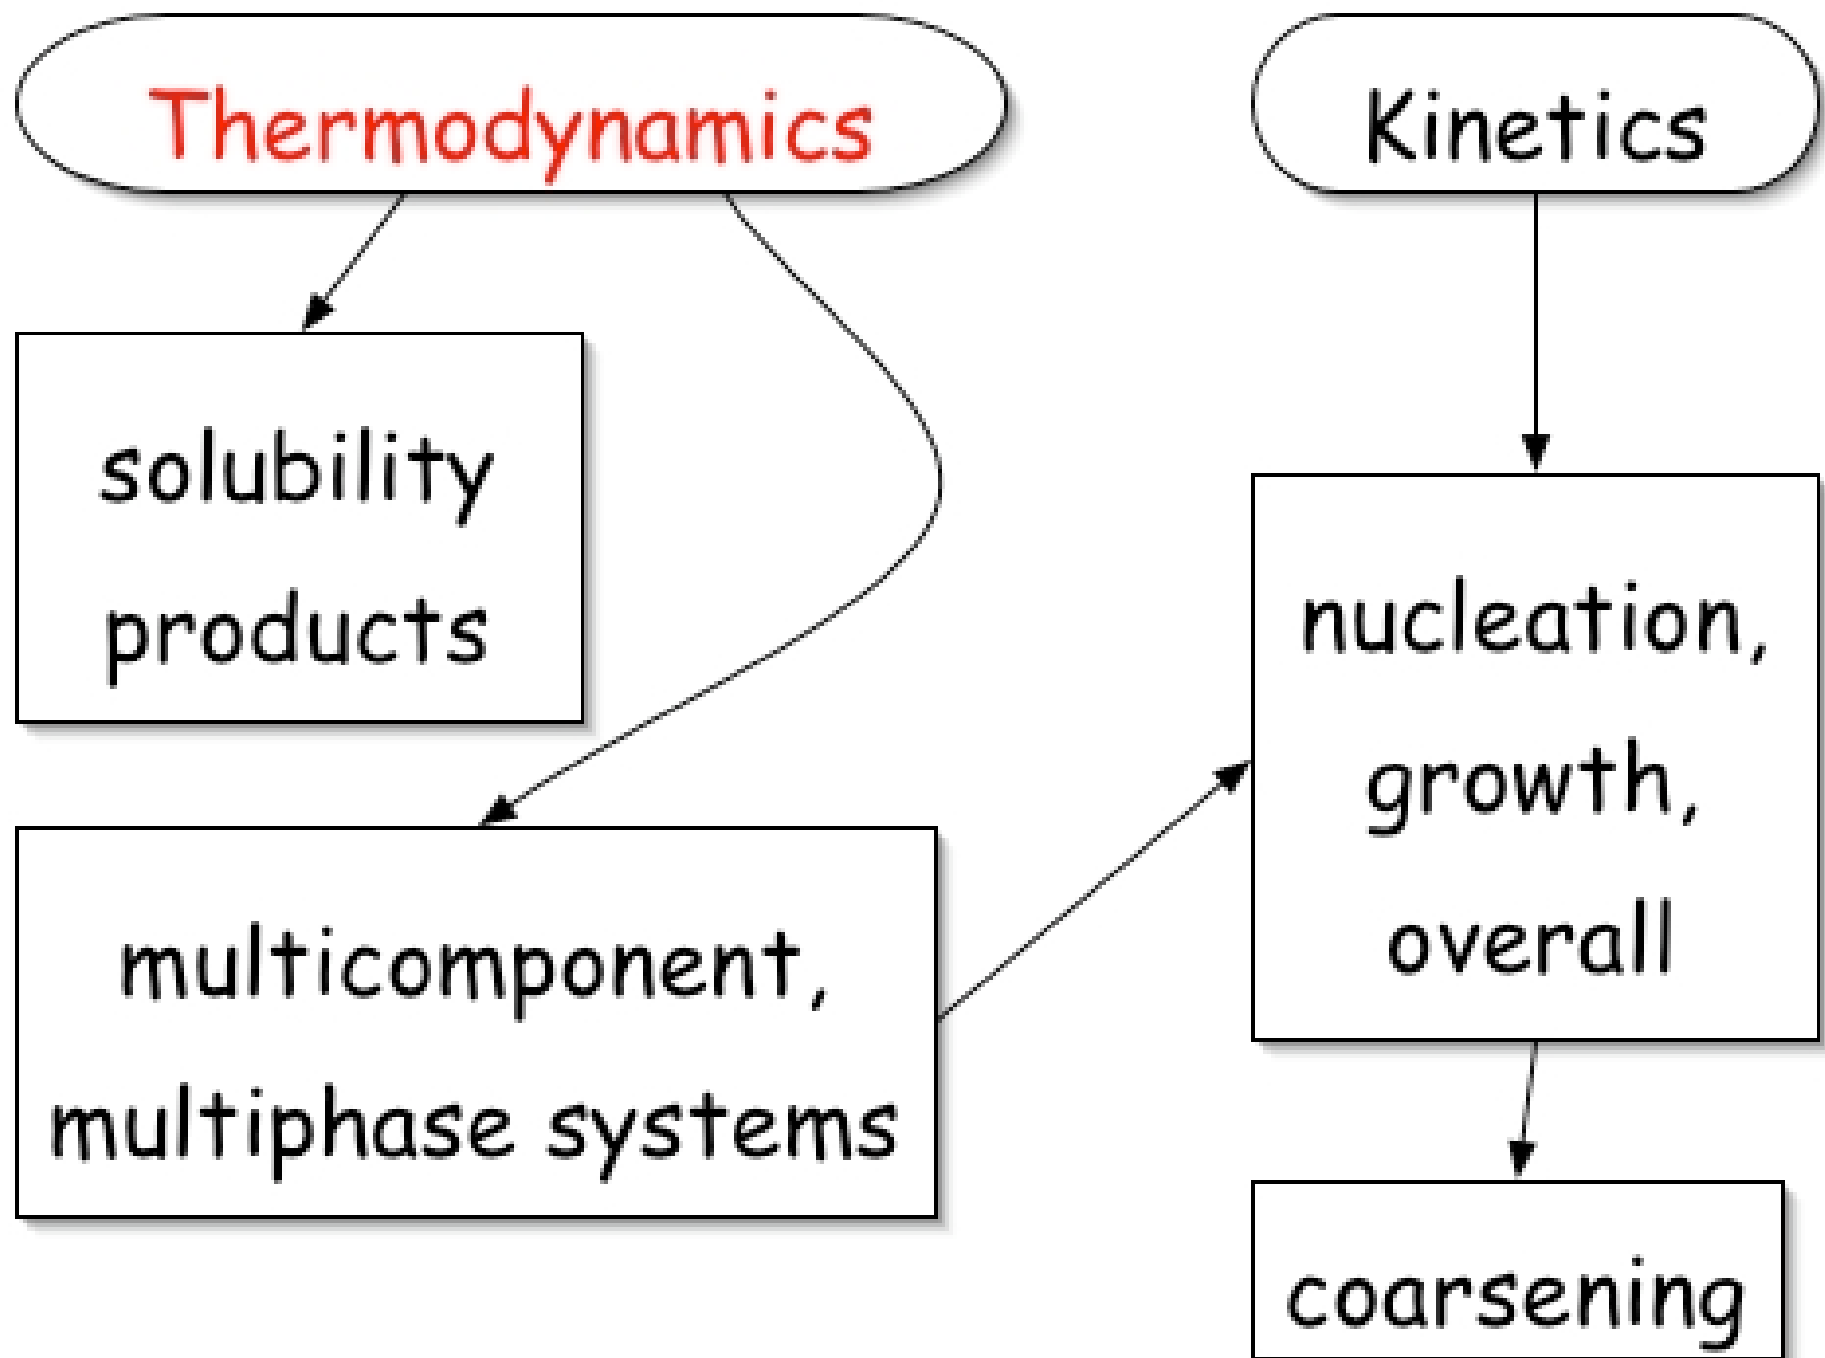 Thermodynamics
Kinetics
solubility
products
nucleation,
growth,
overall
multicomponent,
multiphase systems
coarsening